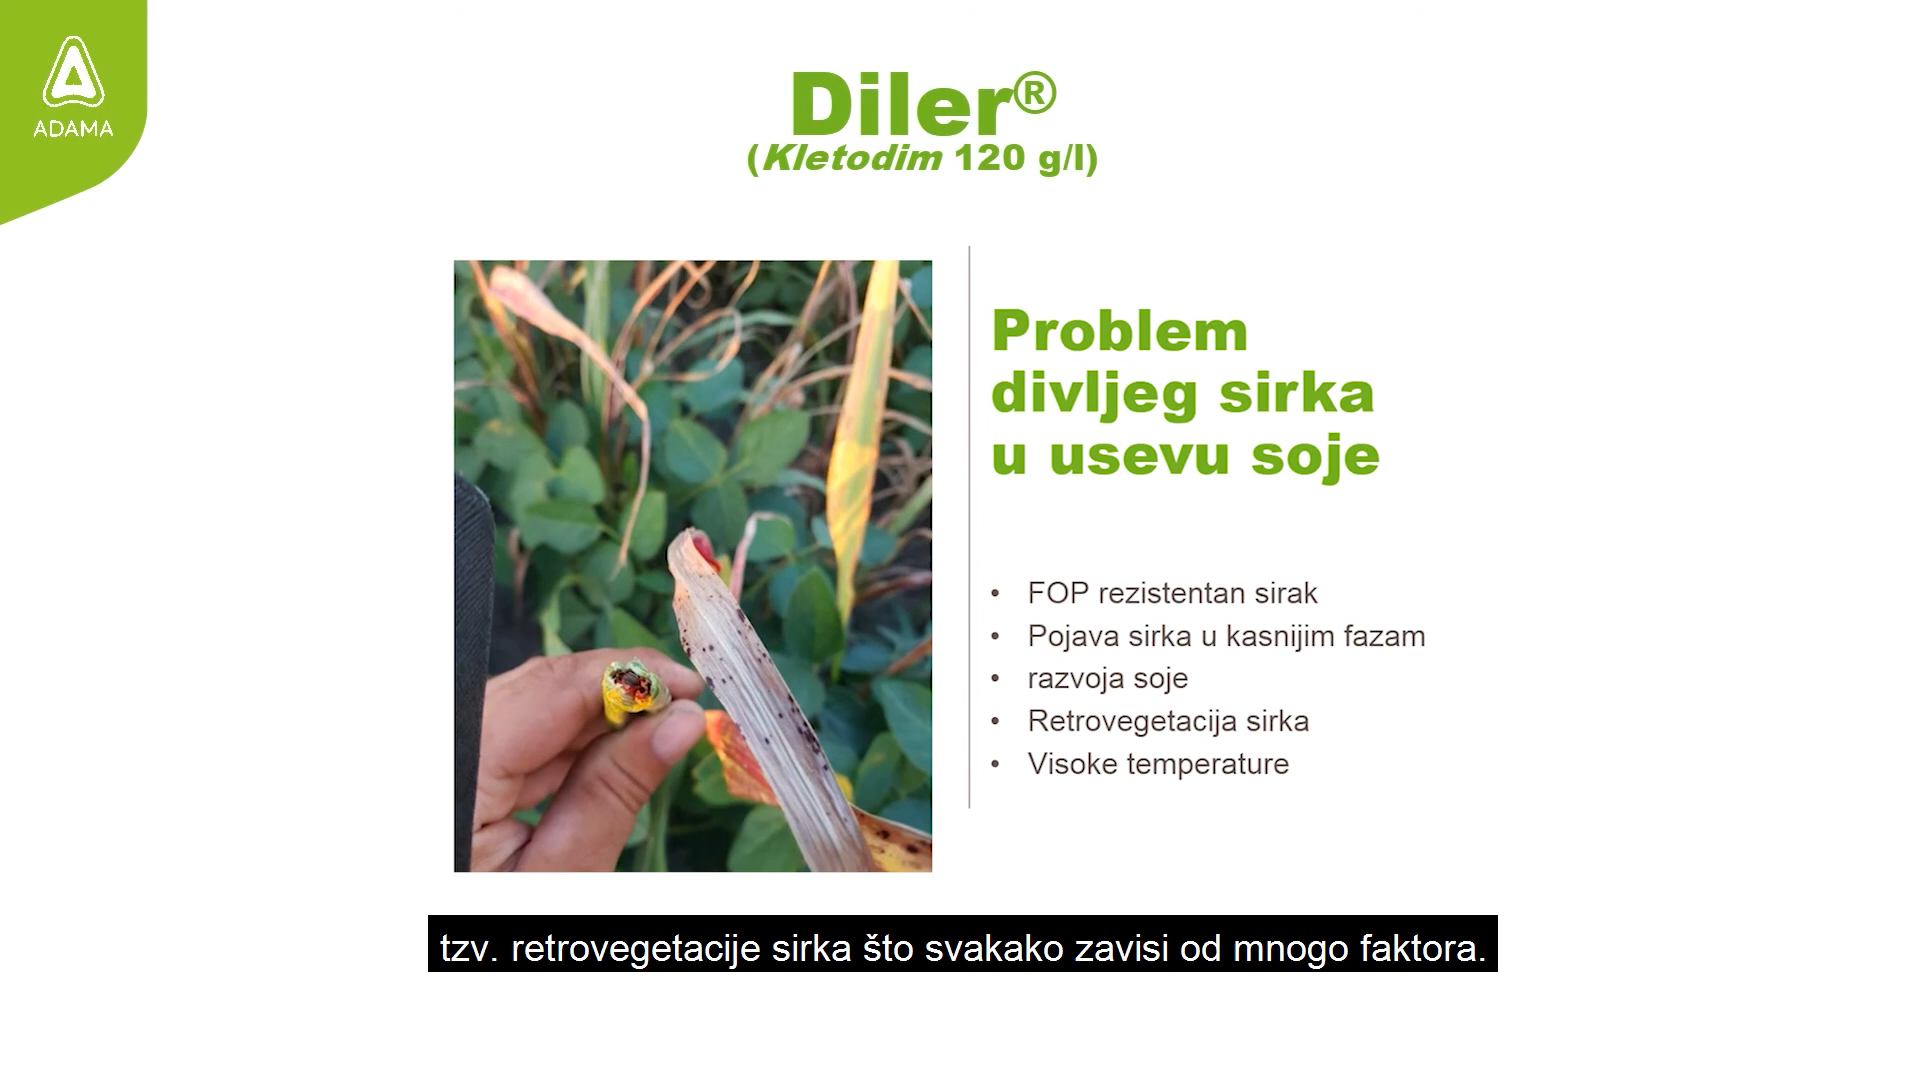 ADAMA
Diler®
(Kletodim 120 g/l)
Problem
divljeg sirka
u usevu soje
• FOP rezistentan sirak
• Pojava sirka u kasnijim fazam
• razvoja soje
• Retrovegetacija sirka
• Visoke temperature
tzv. retrovegetacije sirka što svakako zavisi od mnogo faktora.